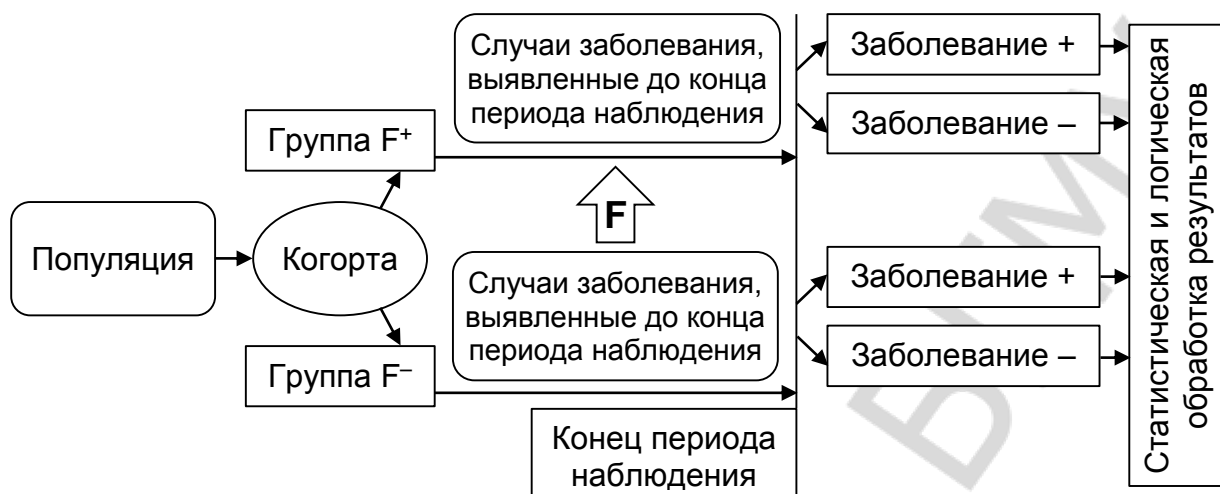 Популяция
Когорта
Группа F+
Группа F–
Случаи заболевания,
выявленные до конца
периода наблюдения
F
Случаи заболевания,
выявленные до конца
периода наблюдения
Конец периода
наблюдения
Заболевание +
Заболевание –
Заболевание +
Заболевание –
Статистическая и логическая
обработка результатов
БГМУ